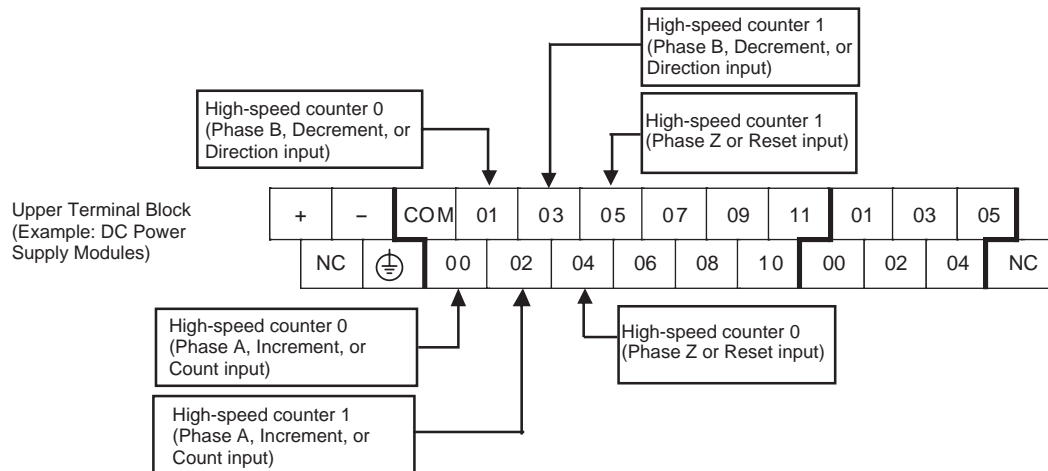 High-speed counter 1
(Phase B, Decrement, or
Direction input)
High-speed counter 0
(Phase B, Decrement, or
Direction input)
High-speed counter 1
(Phase Z or Reset input)
Upper Terminal Block
(Example: DC Power
Supply Modules)
+ − COM 01 03 05 07 09 11 01 03 05
NC 00 02 04 06 08 10 00 02 04 NC
High-speed counter 0
(Phase A, Increment, or
Count input)
High-speed counter 0
(Phase Z or Reset input)
High-speed counter 1
(Phase A, Increment, or
Count input)